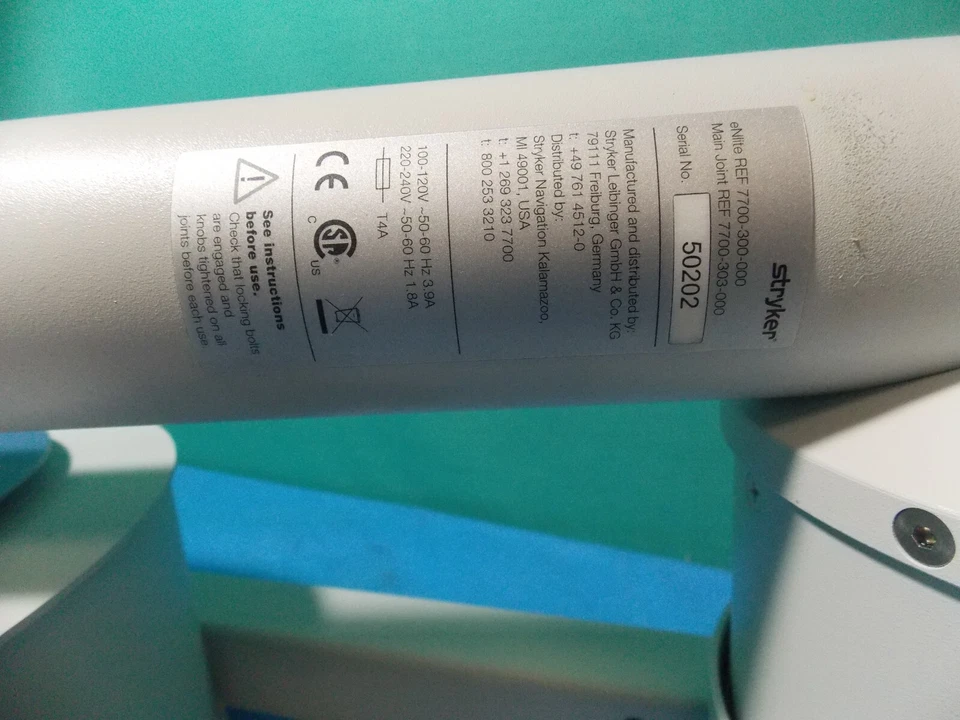 stryker®
eNlite REF 7700-300-000
Main Joint REF 7700-303-000
Serial No. 50202
Manufactured and distributed by:
Stryker Leibinger GmbH & Co. KG
79111 Freiburg, Germany
t: +49 761 4512-0
Distributed by:
Stryker Navigation Kalamazoo,
MI 49001, USA
t: +1 269 323 7700
t: 800 253 3210
100-120V ~50-60 Hz 3.9A
220-240V ~50-60 Hz 1.8A
T4A
CE
C SA® US
See instructions
before use.
Check that locking bolts
are engaged and
knobs tightened on all
joints before each use.